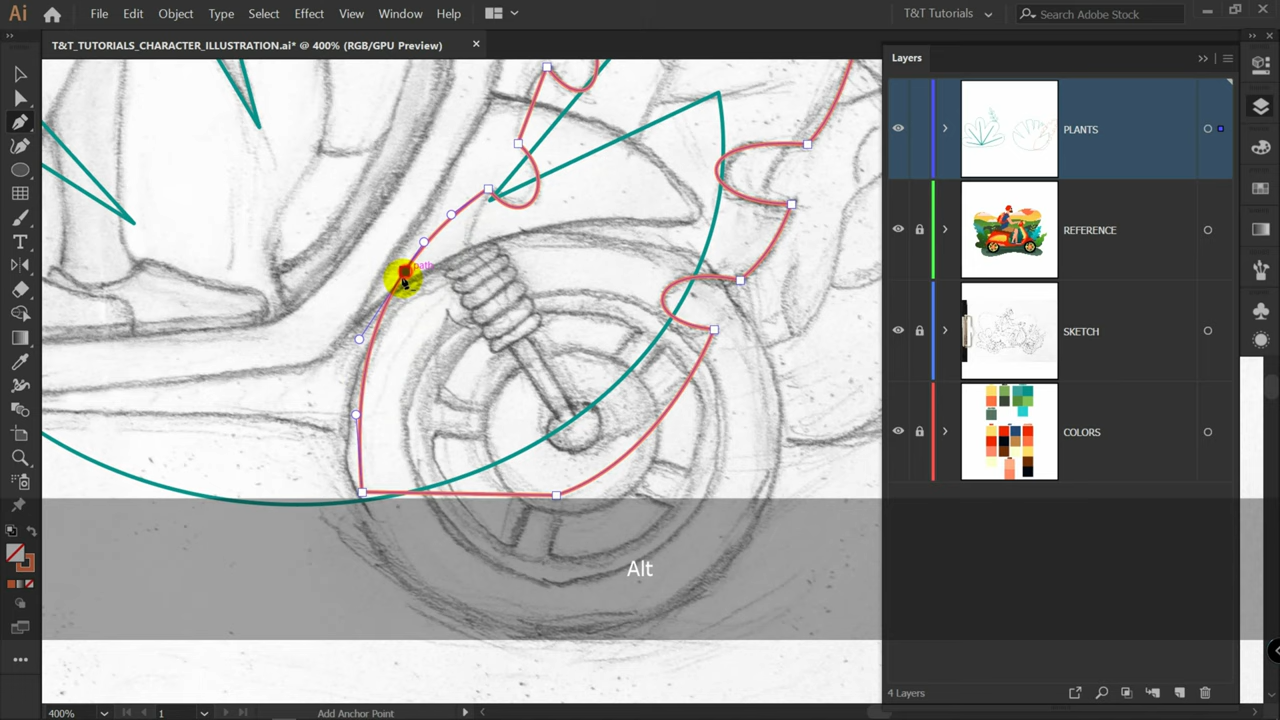 Ai File Edit Object Type Select Effect View Window Help T&T Tutorials Search Adobe Stock
T&T_TUTORIALS_CHARACTER_ILLUSTRATION.ai* @ 400% (RGB/GPU Preview)
Layers
PLANTS
REFERENCE
SKETCH
COLORS
path
Alt
4 Layers
400% 1 Add Anchor Point